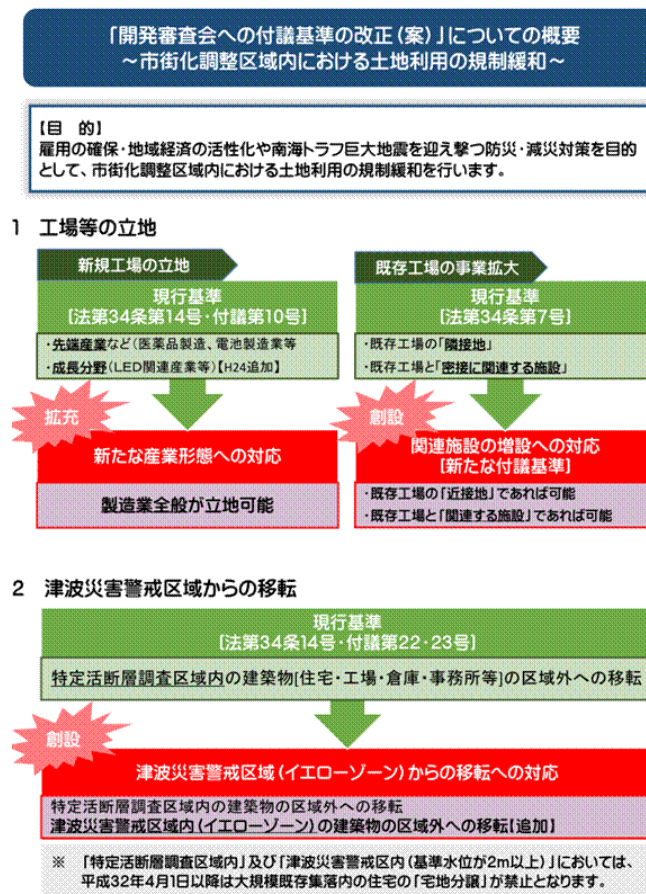 「開発審査会への付議基準の改正(案)」についての概要
~市街化調整区域内における土地利用の規制緩和~
【目 的】
雇用の確保・地域経済の活性化や南海トラフ巨大地震を迎え撃つ防災・減災対策を目的
として、市街化調整区域内における土地利用の規制緩和を行います。
1 工場等の立地
新規工場の立地
現行基準
[法第34条第14号・付議第10号]
・先端産業など(医薬品製造、電池製造業等
・成長分野(LED関連産業等)【H24追加】
拡充
新たな産業形態への対応
製造業全般が立地可能
既存工場の事業拡大
現行基準
[法第34条第7号]
・既存工場の「隣接地」
・既存工場と「密接に関連する施設」
創設
関連施設の増設への対応
[新たな付議基準]
・既存工場の「近接地」であれば可能
・既存工場と「関連する施設」であれば可能
2 津波災害警戒区域からの移転
現行基準
[法第34条14号・付議第22・23号]
特定活断層調査区域内の建築物[住宅・工場・倉庫・事務所等]の区域外への移転
創設
津波災害警戒区域(イエローゾーン)からの移転への対応
特定活断層調査区域内の建築物の区域外への移転
津波災害警戒区域内(イエローゾーン)の建築物の区域外への移転【追加】
※ 「特定活断層調査区域内」及び「津波災害警戒区内(基準水位が2m以上)」においては、
平成32年4月1日以降は大規模既存集落内の住宅の「宅地分譲」が禁止となります。